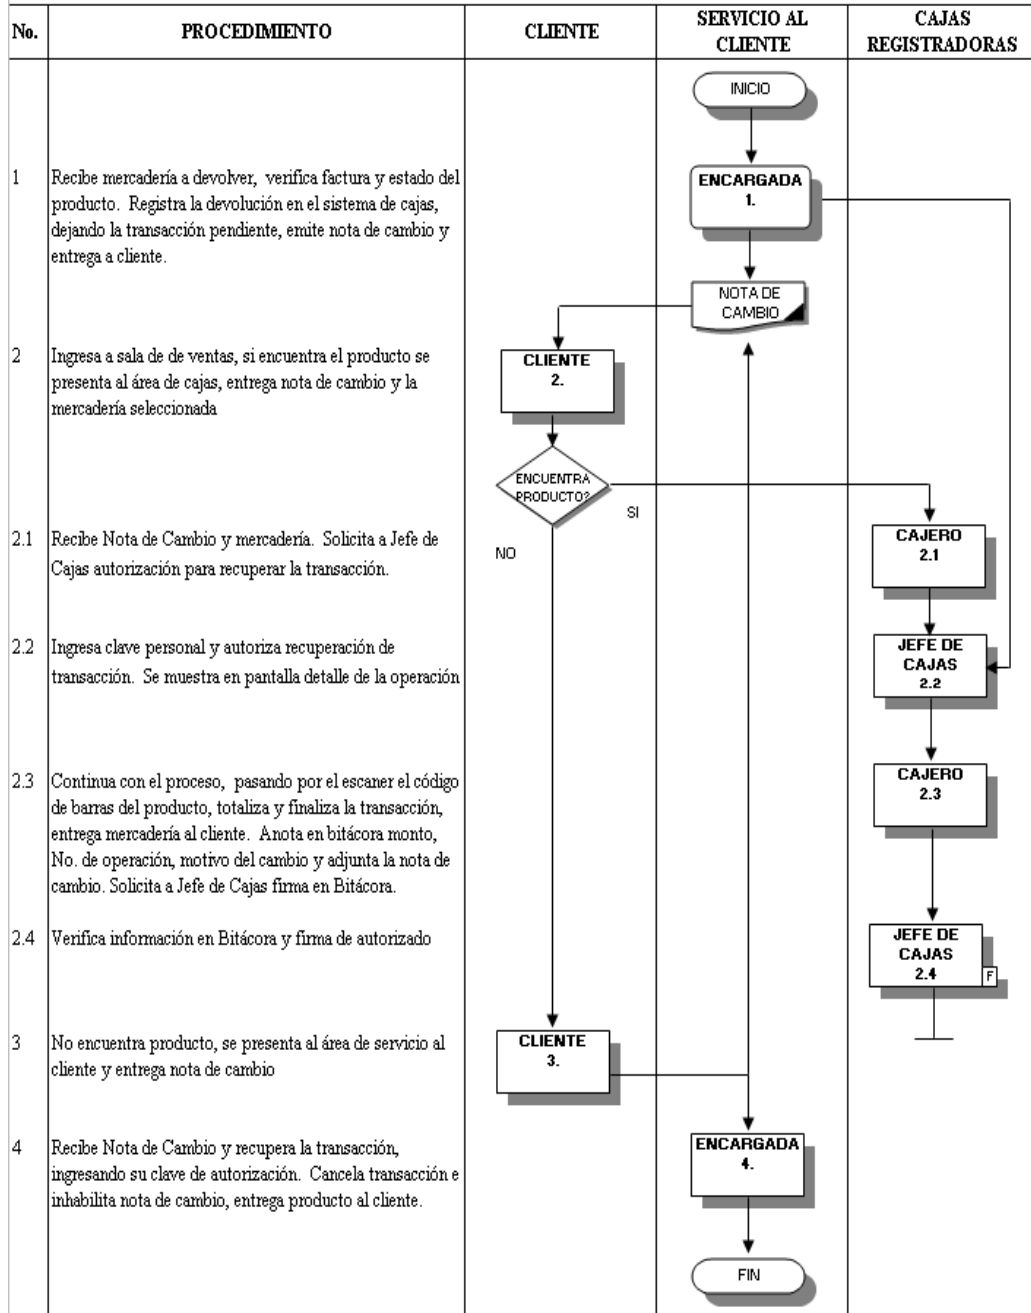 No.
PROCEDIMIENTO
CLIENTE
SERVICIO AL
CLIENTE
CAJAS
REGISTRADORAS
INICIO
1
Recibe mercadería a devolver, verifica factura y estado del
producto. Registra la devolución en el sistema de cajas,
dejando la transacción pendiente, emite nota de cambio y
entrega a cliente.
ENCARGADA
1.
NOTA DE
CAMBIO
2
Ingresa a sala de de ventas, si encuentra el producto se
presenta al área de cajas, entrega nota de cambio y la
mercadería seleccionada
CLIENTE
2.
ENCUENTRA
PRODUCTO?
SI
NO
2.1
Recibe Nota de Cambio y mercadería. Solicita a Jefe de
Cajas autorización para recuperar la transacción.
CAJERO
2.1
2.2
Ingresa clave personal y autoriza recuperación de
transacción. Se muestra en pantalla detalle de la operación
JEFE DE
CAJAS
2.2
2.3
Continua con el proceso, pasando por el escaner el código
de barras del producto, totaliza y finaliza la transacción,
entrega mercadería al cliente. Anota en bitácora monto,
No. de operación, motivo del cambio y adjunta la nota de
cambio. Solicita a Jefe de Cajas firma en Bitácora.
CAJERO
2.3
2.4
Verifica información en Bitácora y firma de autorizado
JEFE DE
CAJAS
2.4
F
3
No encuentra producto, se presenta al área de servicio al
cliente y entrega nota de cambio
CLIENTE
3.
4
Recibe Nota de Cambio y recupera la transacción,
ingresando su clave de autorización. Cancela transacción e
inhabilita nota de cambio, entrega producto al cliente.
ENCARGADA
4.
FIN